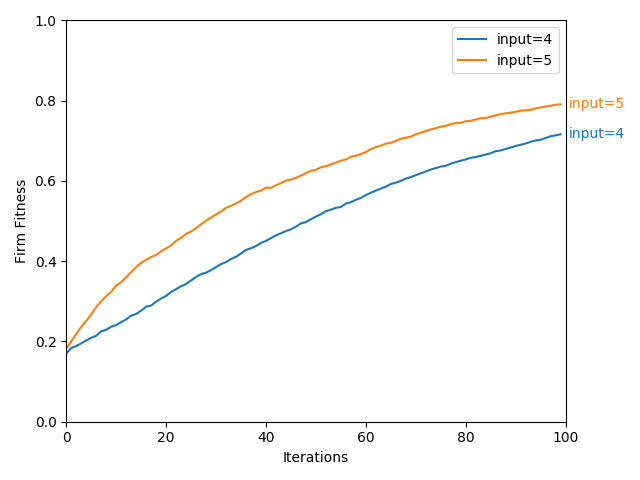 1.0
0.8
0.6
0.4
0.2
0.0
Firm Fitness
input=4
input=5
input=5
input=4
0 20 40 60 80 100
Iterations